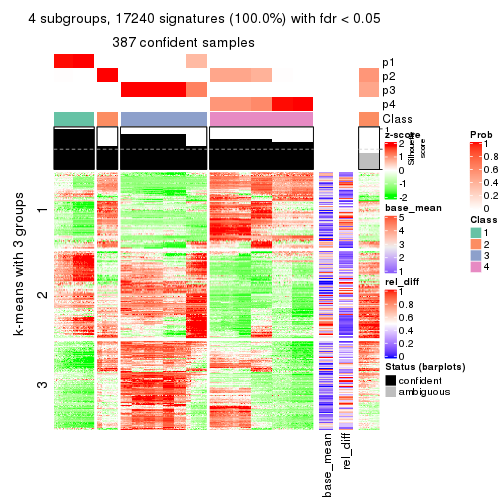 4 subgroups, 17240 signatures (100.0%) with fdr < 0.05
387 confident samples
p1
p2
p3
p4
Class
1
Silhouette score
k-means with 3 groups
1
2
3
base_mean
rel_diff
z-score
2
1
0
-1
-2
base_mean
5
4
3
2
1
rel_diff
1
0.8
0.6
0.4
0.2
0
Status (barplots)
confident
ambiguous
Prob
1
0.8
0.6
0.4
0.2
0
Class
1
2
3
4